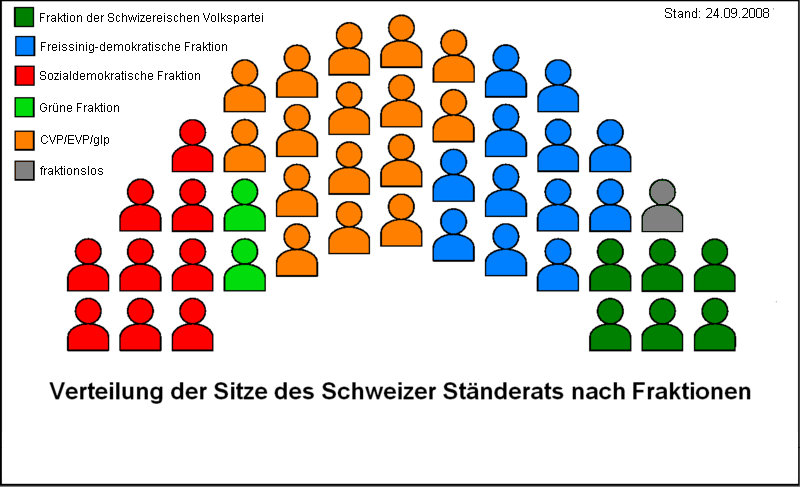 Fraktion der Schwizereischen Volkspartei
Stand: 24.09.2008
Freissinig-demokratische Fraktion
Sozialdemokratische Fraktion
Grüne Fraktion
CVP/EVP/glp
fraktionslos
Verteilung der Sitze des Schweizer Ständerats nach Fraktionen